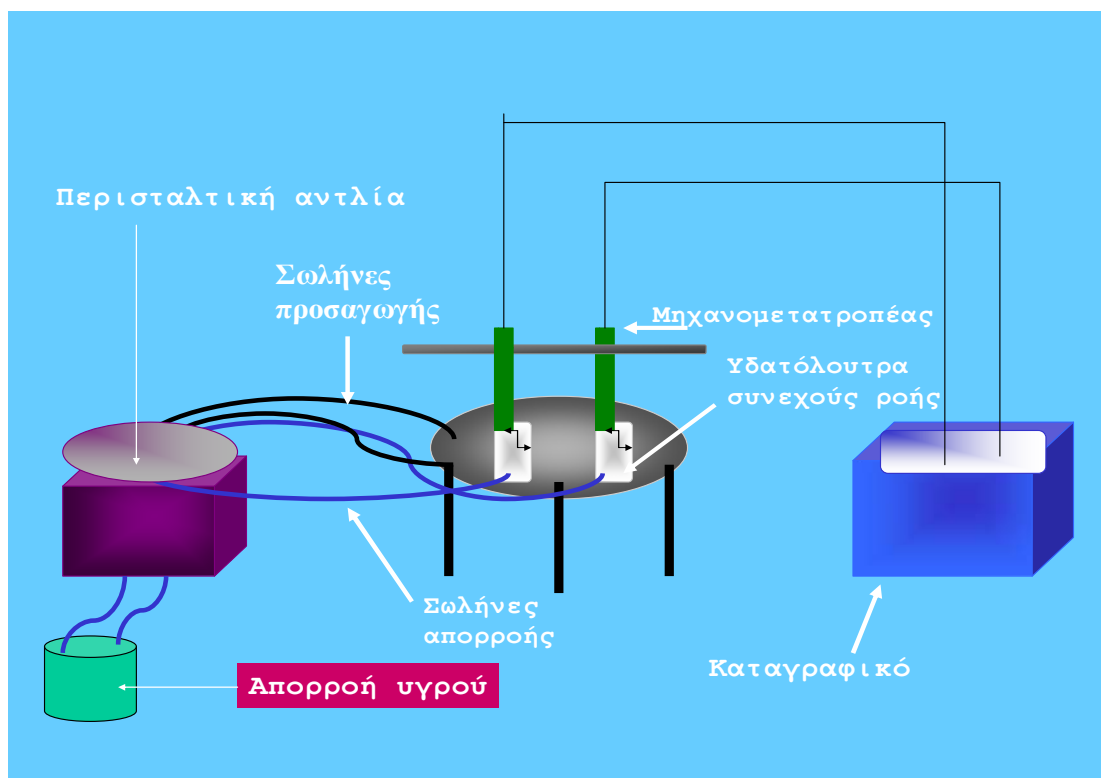 Περισταλτική αντλία
Σωλήνες
προσαγωγής
Μηχανομετατροπέας
Υδατόλουτρα
συνεχούς ροής
Σωλήνες
απορροής
Καταγραφικό
Απορροή υγρού